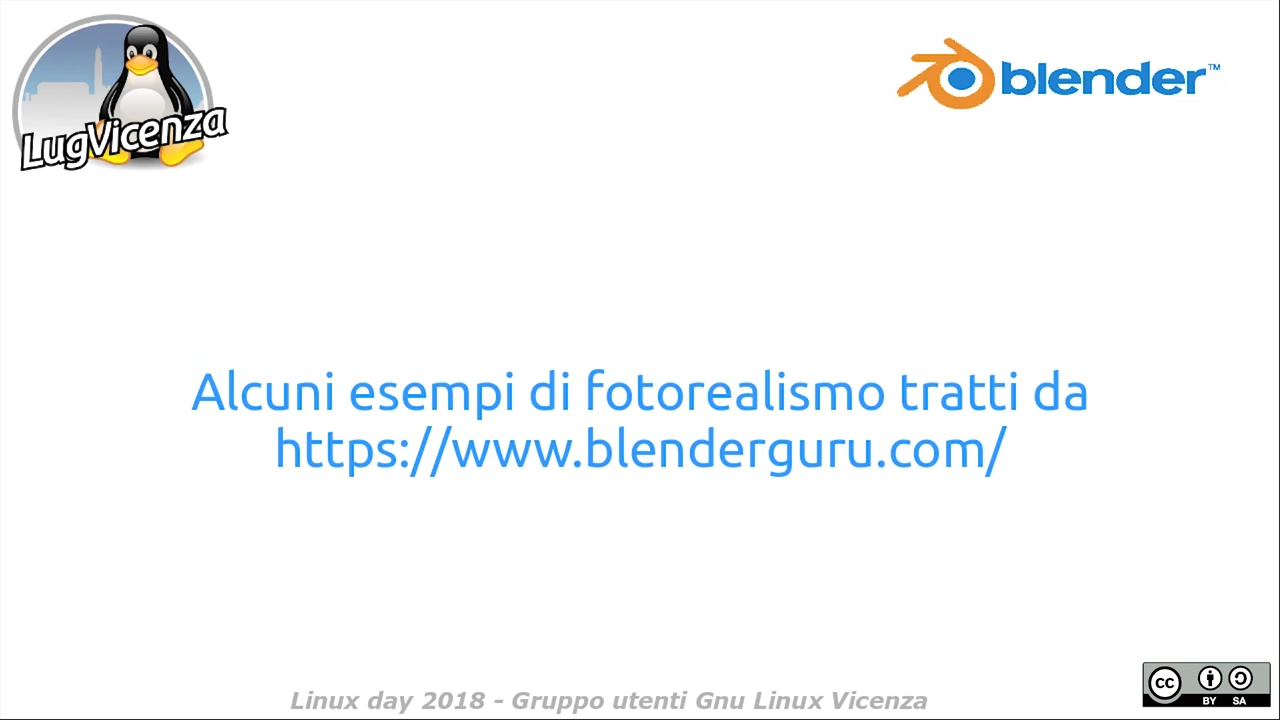 LugVicenza
blender™
Alcuni esempi di fotorealismo tratti da
https://www.blenderguru.com/
Linux day 2018 - Gruppo utenti Gnu Linux Vicenza
cc
BY SA